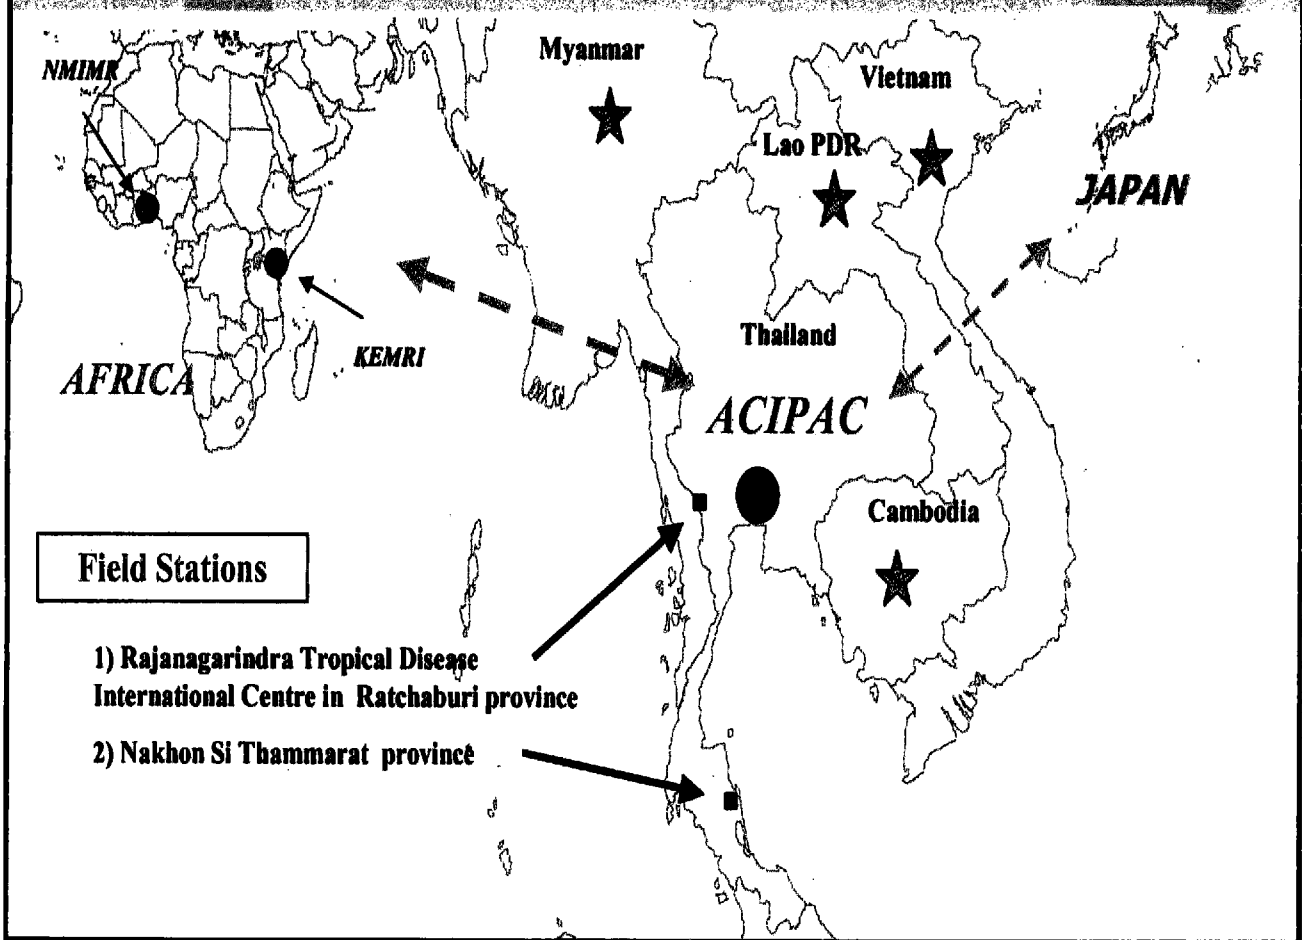 Myanmar
NMIMR
Vietnam
Lao PDR
JAPAN
Thailand
KEMRI
AFRICA
ACIPAC
Cambodia
Field Stations
1) Rajanagarindra Tropical Disease
International Centre in Ratchaburi province
2) Nakhon Si Thammarat province